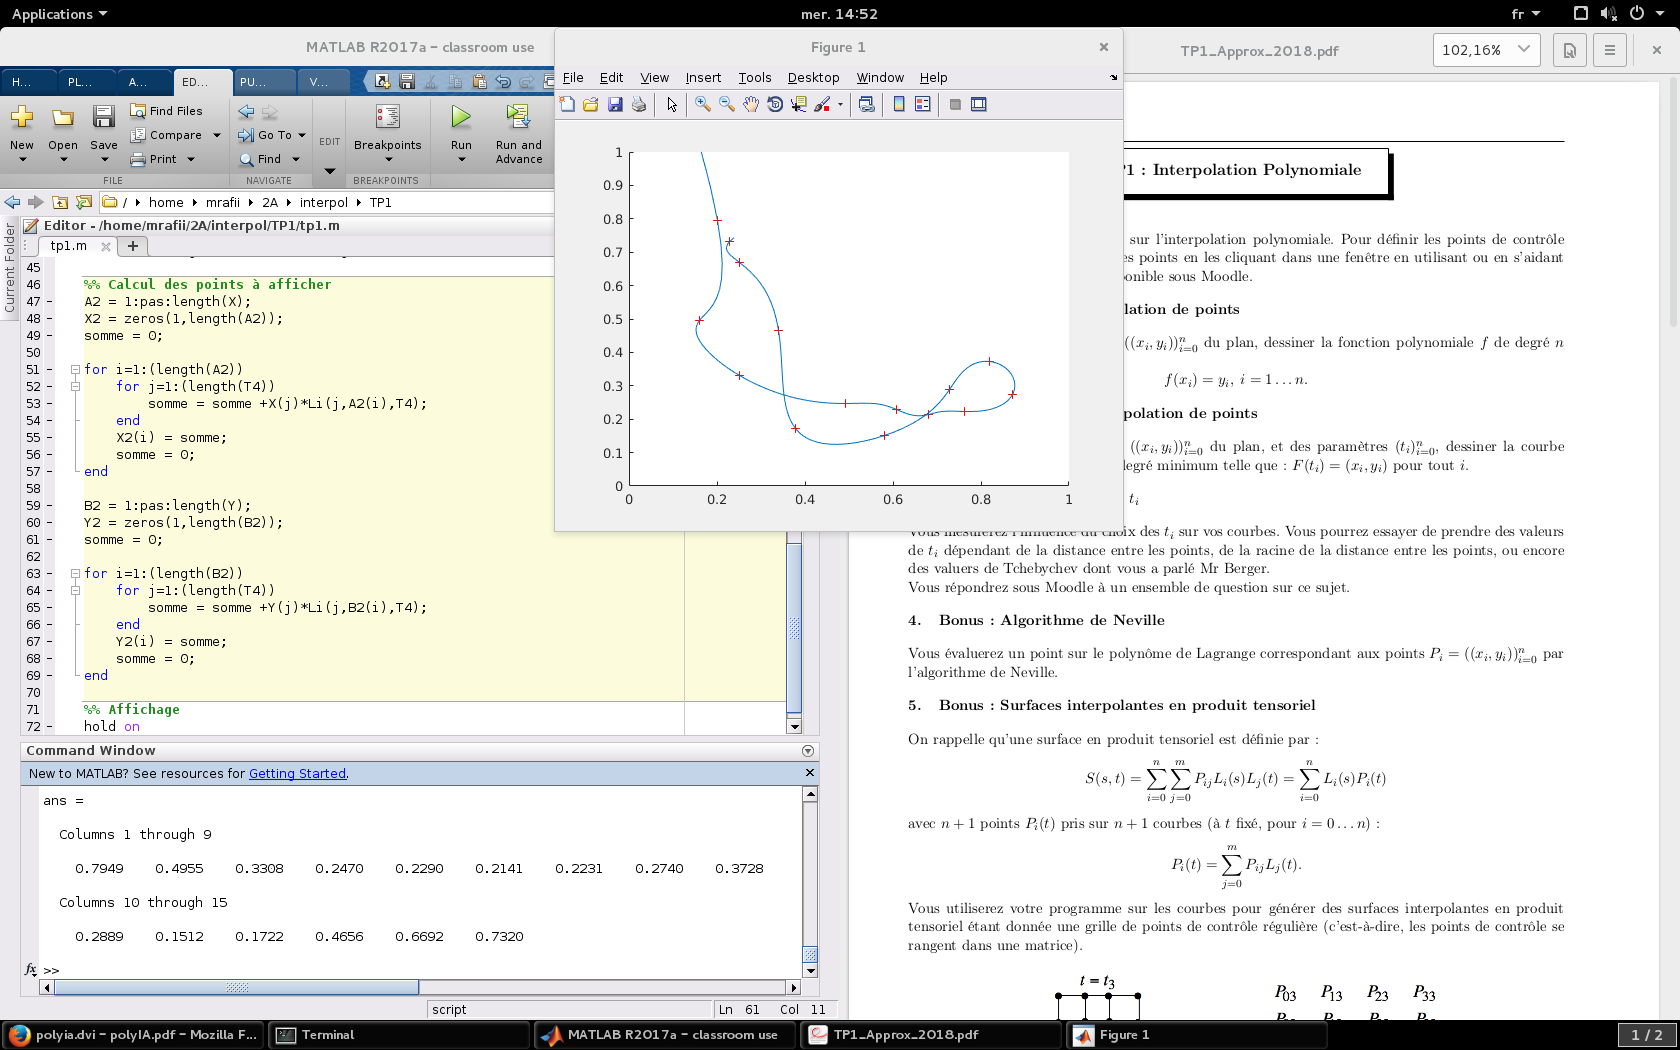 Applications
mer. 14:52
fr
MATLAB R2017a - classroom use
Figure 1
TP1_Approx_2018.pdf
102,16%
H...
PL...
A...
ED...
PU...
V...
File Edit View Insert Tools Desktop Window Help
New
Open
Save
Find Files
Compare
Print
Go To
Find
EDIT
Breakpoints
Run
Run and Advance
FILE
NAVIGATE
BREAKPOINTS
/ home mrafii 2A interpol TP1
Current Folder
Editor - /home/mrafii/2A/interpol/TP1/tp1.m
tp1.m
45
46 %% Calcul des points à afficher
47 - A2 = 1:pas:length(X);
48 - X2 = zeros(1,length(A2));
49 - somme = 0;
50
51 - for i=1:(length(A2))
52 - for j=1:(length(T4))
53 - somme = somme +X(j)*Li(j,A2(i),T4);
54 - end
55 - X2(i) = somme;
56 - somme = 0;
57 - end
58
59 - B2 = 1:pas:length(Y);
60 - Y2 = zeros(1,length(B2));
61 - somme = 0;
62
63 - for i=1:(length(B2))
64 - for j=1:(length(T4))
65 - somme = somme +Y(j)*Li(j,B2(i),T4);
66 - end
67 - Y2(i) = somme;
68 - somme = 0;
69 - end
70
71 %% Affichage
72 - hold on
1
0.9
0.8
0.7
0.6
0.5
0.4
0.3
0.2
0.1
0
0 0.2 0.4 0.6 0.8 1
Command Window
New to MATLAB? See resources for Getting Started.
ans =
Columns 1 through 9
0.7949 0.4955 0.3308 0.2470 0.2290 0.2141 0.2231 0.2740 0.3728
Columns 10 through 15
0.2889 0.1512 0.1722 0.4656 0.6692 0.7320
fx >>
script
Ln 61 Col 11
P1 : Interpolation Polynomiale
sur l'interpolation polynomiale. Pour définir les points de contrôle
es points en les cliquant dans une fenêtre en utilisant ou en s'aidant
ponible sous Moodle.
lation de points
((x_i, y_i))_{i=0}^n du plan, dessiner la fonction polynomiale f de degré n
f(x_i) = y_i, i = 1 … n.
polation de points
((x_i, y_i))_{i=0}^n du plan, et des paramètres (t_i)_{i=0}^n, dessiner la courbe
legré minimum telle que : F(t_i) = (x_i, y_i) pour tout i.
t_i
Vous mesurerez l'influence du choix des t_i sur vos courbes. Vous pourrez essayer de prendre des valeurs
de t_i dépendant de la distance entre les points, de la racine de la distance entre les points, ou encore
des valuers de Tchebychev dont vous a parlé Mr Berger.
Vous répondrez sous Moodle à un ensemble de question sur ce sujet.
4. Bonus : Algorithme de Neville
Vous évaluerez un point sur le polynôme de Lagrange correspondant aux points P_i = ((x_i, y_i))_{i=0}^n par
l'algorithme de Neville.
5. Bonus : Surfaces interpolantes en produit tensoriel
On rappelle qu'une surface en produit tensoriel est définie par :
S(s, t) = ∑_{i=0}^n ∑_{j=0}^m P_{ij} L_i(s) L_j(t) = ∑_{i=0}^n L_i(s) P_i(t)
avec n + 1 points P_i(t) pris sur n + 1 courbes (à t fixé, pour i = 0 … n) :
P_i(t) = ∑_{j=0}^m P_{ij} L_j(t).
Vous utiliserez votre programme sur les courbes pour générer des surfaces interpolantes en produit
tensoriel étant donnée une grille de points de contrôle régulière (c'est-à-dire, les points de contrôle se
rangent dans une matrice).
t = t_3
P_03 P_13 P_23 P_33
polyia.dvi - polyIA.pdf - Mozilla F...
Terminal
MATLAB R2017a - classroom use
TP1_Approx_2018.pdf
Figure 1
1 / 2